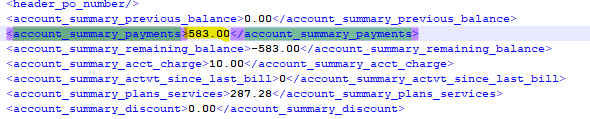 <header_po_number/>
<account_summary_previous_balance>0.00</account_summary_previous_balance>
<account_summary_payments>583.00</account_summary_payments>
<account_summary_remaining_balance>-583.00</account_summary_remaining_balance>
<account_summary_acct_charge>10.00</account_summary_acct_charge>
<account_summary_actvt_since_last_bill>0</account_summary_actvt_since_last_bill>
<account_summary_plans_services>287.28</account_summary_plans_services>
<account_summary_discount>0.00</account_summary_discount>